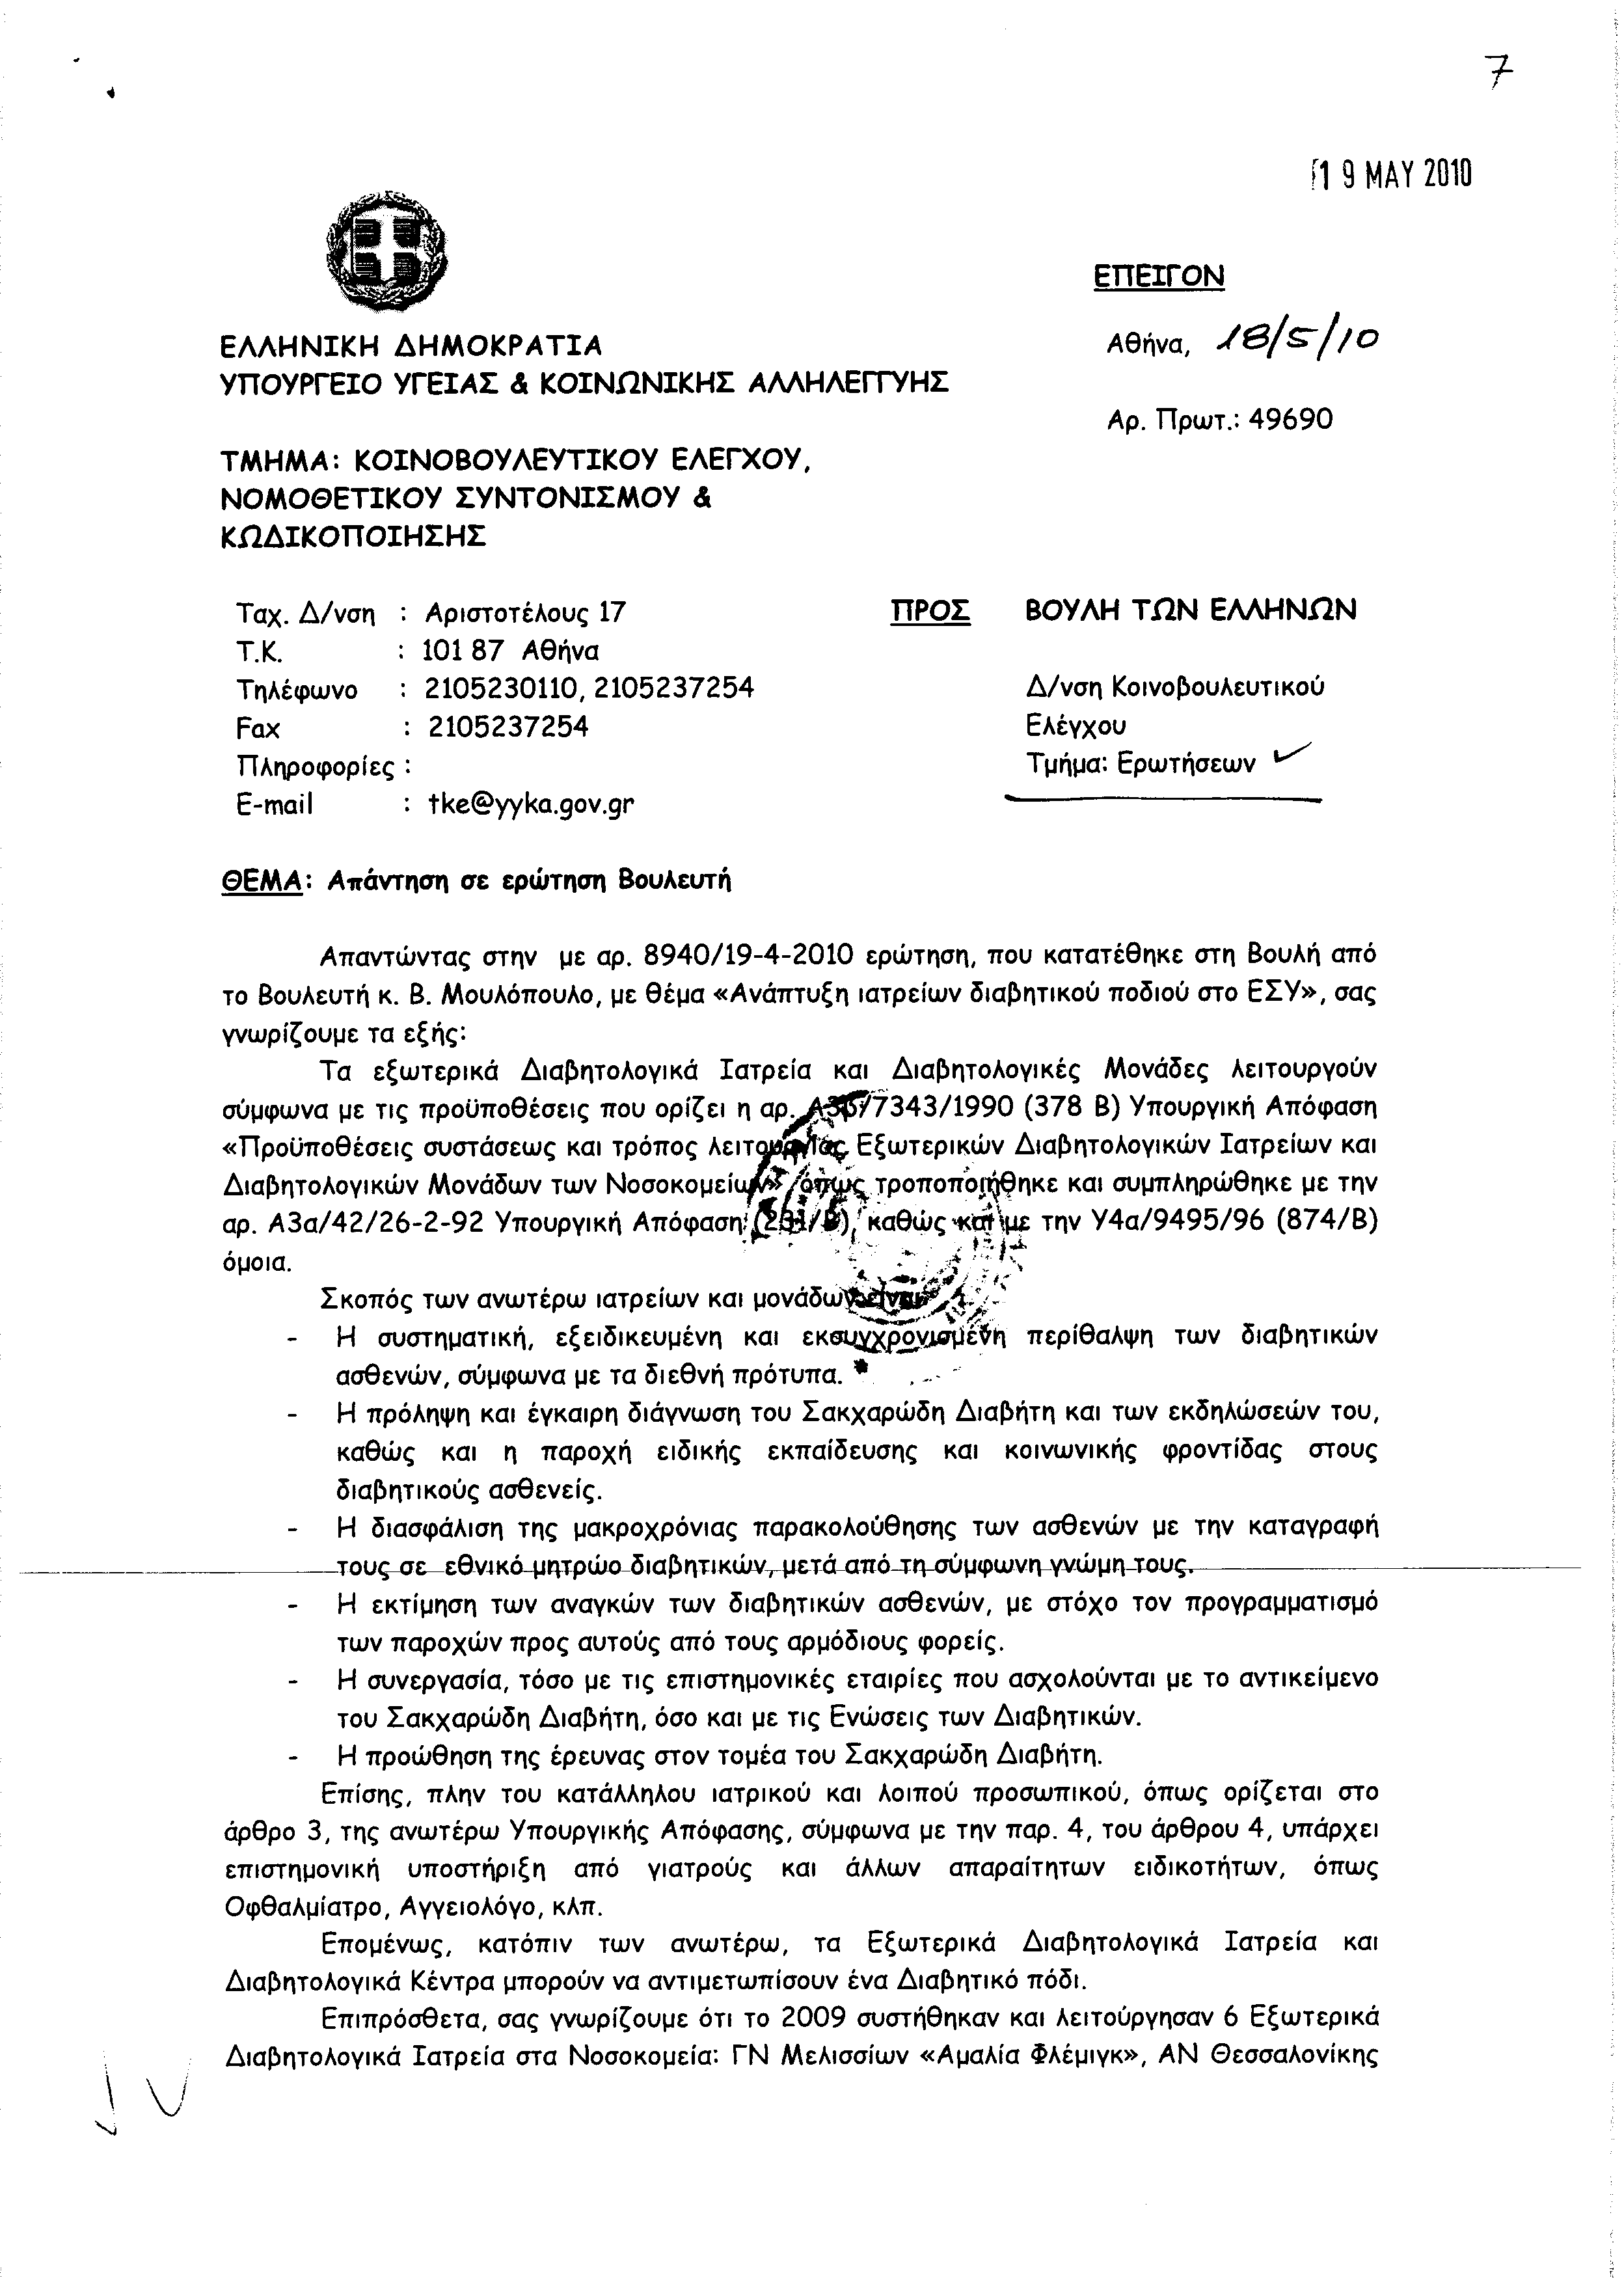 7
19 MAY 2010
ΕΠΕΙΓΟΝ
ΕΛΛΗΝΙΚΗ ΔΗΜΟΚΡΑΤΙΑ
ΥΠΟΥΡΓΕΙΟ ΥΓΕΙΑΣ & ΚΟΙΝΩΝΙΚΗΣ ΑΛΛΗΛΕΓΓΥΗΣ
Αθήνα, 18/5/10
Αρ. Πρωτ.: 49690
ΤΜΗΜΑ: ΚΟΙΝΟΒΟΥΛΕΥΤΙΚΟΥ ΕΛΕΓΧΟΥ,
ΝΟΜΟΘΕΤΙΚΟΥ ΣΥΝΤΟΝΙΣΜΟΥ &
ΚΩΔΙΚΟΠΟΙΗΣΗΣ
Ταχ. Δ/νση : Αριστοτέλους 17
Τ.Κ. : 101 87 Αθήνα
Τηλέφωνο : 2105230110, 2105237254
Fax : 2105237254
Πληροφορίες :
E-mail : tke@yyka.gov.gr
ΠΡΟΣ ΒΟΥΛΗ ΤΩΝ ΕΛΛΗΝΩΝ
Δ/νση Κοινοβουλευτικού
Ελέγχου
Τμήμα: Ερωτήσεων
ΘΕΜΑ: Απάντηση σε ερώτηση Βουλευτή
Απαντώντας στην με αρ. 8940/19-4-2010 ερώτηση, που κατατέθηκε στη Βουλή από
το Βουλευτή κ. Β. Μουλόπουλο, με θέμα «Ανάπτυξη ιατρείων διαβητικού ποδιού στο ΕΣΥ», σας
γνωρίζουμε τα εξής:
Τα εξωτερικά Διαβητολογικά Ιατρεία και Διαβητολογικές Μονάδες λειτουργούν
σύμφωνα με τις προϋποθέσεις που ορίζει η αρ. /7343/1990 (378 Β) Υπουργική Απόφαση
«Προϋποθέσεις συστάσεως και τρόπος λειτουργίας Εξωτερικών Διαβητολογικών Ιατρείων και
Διαβητολογικών Μονάδων των Νοσοκομείων» όπως τροποποιήθηκε και συμπληρώθηκε με την
αρ. Α3α/42/26-2-92 Υπουργική Απόφαση καθώς και με την Υ4α/9495/96 (874/Β)
όμοια.
Σκοπός των ανωτέρω ιατρείων και μονάδων είναι
- Η συστηματική, εξειδικευμένη και εκσυγχρονισμένη περίθαλψη των διαβητικών
ασθενών, σύμφωνα με τα διεθνή πρότυπα.
- Η πρόληψη και έγκαιρη διάγνωση του Σακχαρώδη Διαβήτη και των εκδηλώσεών του,
καθώς και η παροχή ειδικής εκπαίδευσης και κοινωνικής φροντίδας στους
διαβητικούς ασθενείς.
- Η διασφάλιση της μακροχρόνιας παρακολούθησης των ασθενών με την καταγραφή
τους σε εθνικό μητρώο διαβητικών, μετά από τη σύμφωνη γνώμη τους.
- Η εκτίμηση των αναγκών των διαβητικών ασθενών, με στόχο τον προγραμματισμό
των παροχών προς αυτούς από τους αρμόδιους φορείς.
- Η συνεργασία, τόσο με τις επιστημονικές εταιρίες που ασχολούνται με το αντικείμενο
του Σακχαρώδη Διαβήτη, όσο και με τις Ενώσεις των Διαβητικών.
- Η προώθηση της έρευνας στον τομέα του Σακχαρώδη Διαβήτη.
Επίσης, πλην του κατάλληλου ιατρικού και λοιπού προσωπικού, όπως ορίζεται στο
άρθρο 3, της ανωτέρω Υπουργικής Απόφασης, σύμφωνα με την παρ. 4, του άρθρου 4, υπάρχει
επιστημονική υποστήριξη από γιατρούς και άλλων απαραίτητων ειδικοτήτων, όπως
Οφθαλμίατρο, Αγγειολόγο, κλπ.
Επομένως, κατόπιν των ανωτέρω, τα Εξωτερικά Διαβητολογικά Ιατρεία και
Διαβητολογικά Κέντρα μπορούν να αντιμετωπίσουν ένα Διαβητικό πόδι.
Επιπρόσθετα, σας γνωρίζουμε ότι το 2009 συστήθηκαν και λειτούργησαν 6 Εξωτερικά
Διαβητολογικά Ιατρεία στα Νοσοκομεία: ΓΝ Μελισσίων «Αμαλία Φλέμιγκ», ΑΝ Θεσσαλονίκης